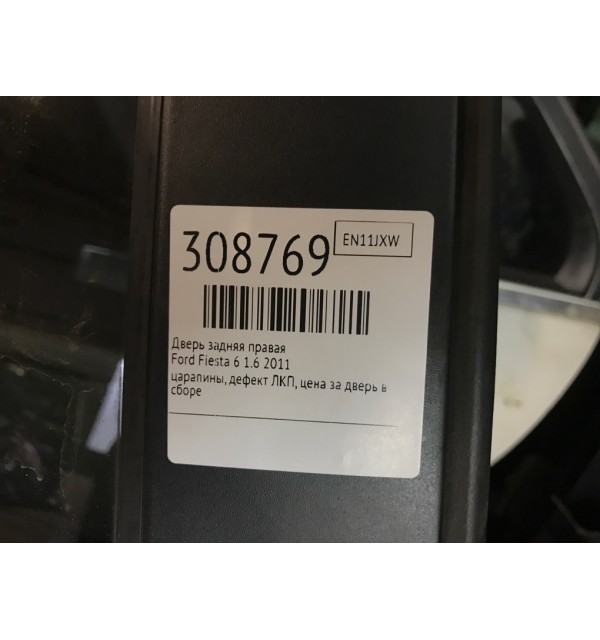 308769
EN11JXW
Дверь задняя правая
Ford Fiesta 6 1.6 2011
царапины, дефект ЛКП, цена за дверь в
сборе